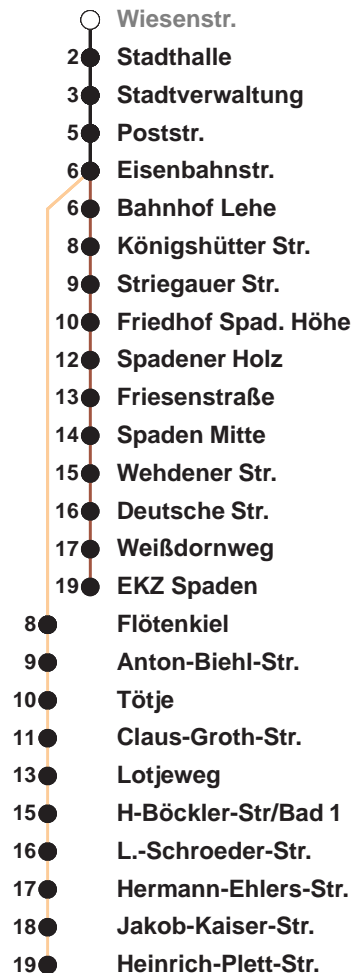 Wiesenstr.
2 Stadthalle
3 Stadtverwaltung
5 Poststr.
6 Eisenbahnstr.
6 Bahnhof Lehe
8 Königshütter Str.
9 Striegauer Str.
10 Friedhof Spad. Höhe
12 Spadener Holz
13 Friesenstraße
14 Spaden Mitte
15 Wehdener Str.
16 Deutsche Str.
17 Weißdornweg
19 EKZ Spaden
8 Flötenkiel
9 Anton-Biehl-Str.
10 Tötje
11 Claus-Groth-Str.
13 Lotjeweg
15 H-Böckler-Str/Bad 1
16 L.-Schroeder-Str.
17 Hermann-Ehlers-Str.
18 Jakob-Kaiser-Str.
19 Heinrich-Plett-Str.